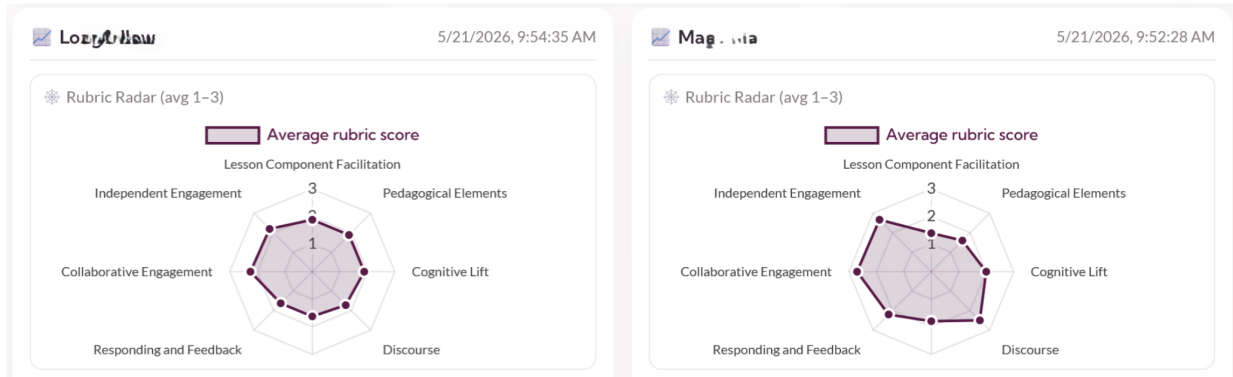 5/21/2026, 9:54:35 AM
Rubric Radar (avg 1–3)
Average rubric score
Lesson Component Facilitation
Independent Engagement
3
Pedagogical Elements
1
Collaborative Engagement
Cognitive Lift
Responding and Feedback
Discourse
5/21/2026, 9:52:28 AM
Rubric Radar (avg 1–3)
Average rubric score
Lesson Component Facilitation
Independent Engagement
3
Pedagogical Elements
2
1
Collaborative Engagement
Cognitive Lift
Responding and Feedback
Discourse